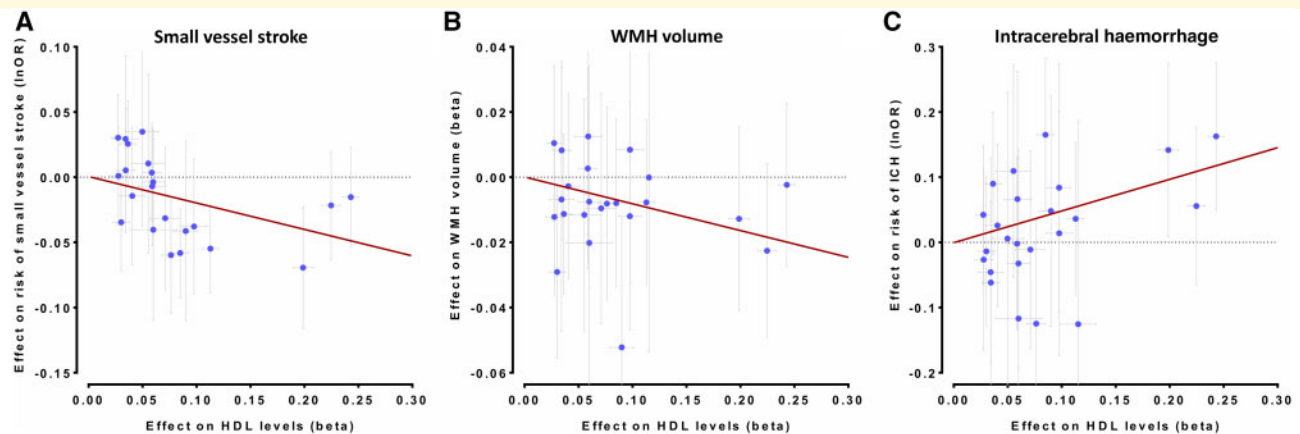 A
Small vessel stroke
Effect on risk of small vessel stroke (lnOR)
0.10
0.05
0.00
-0.05
-0.10
-0.15
0.00 0.05 0.10 0.15 0.20 0.25 0.30
Effect on HDL levels (beta)
B
WMH volume
Effect on WMH volume (beta)
0.04
0.02
0.00
-0.02
-0.04
-0.06
0.00 0.05 0.10 0.15 0.20 0.25 0.30
Effect on HDL levels (beta)
C
Intracerebral haemorrhage
Effect on risk of ICH (lnOR)
0.3
0.2
0.1
0.0
-0.1
-0.2
0.00 0.05 0.10 0.15 0.20 0.25 0.30
Effect on HDL levels (beta)